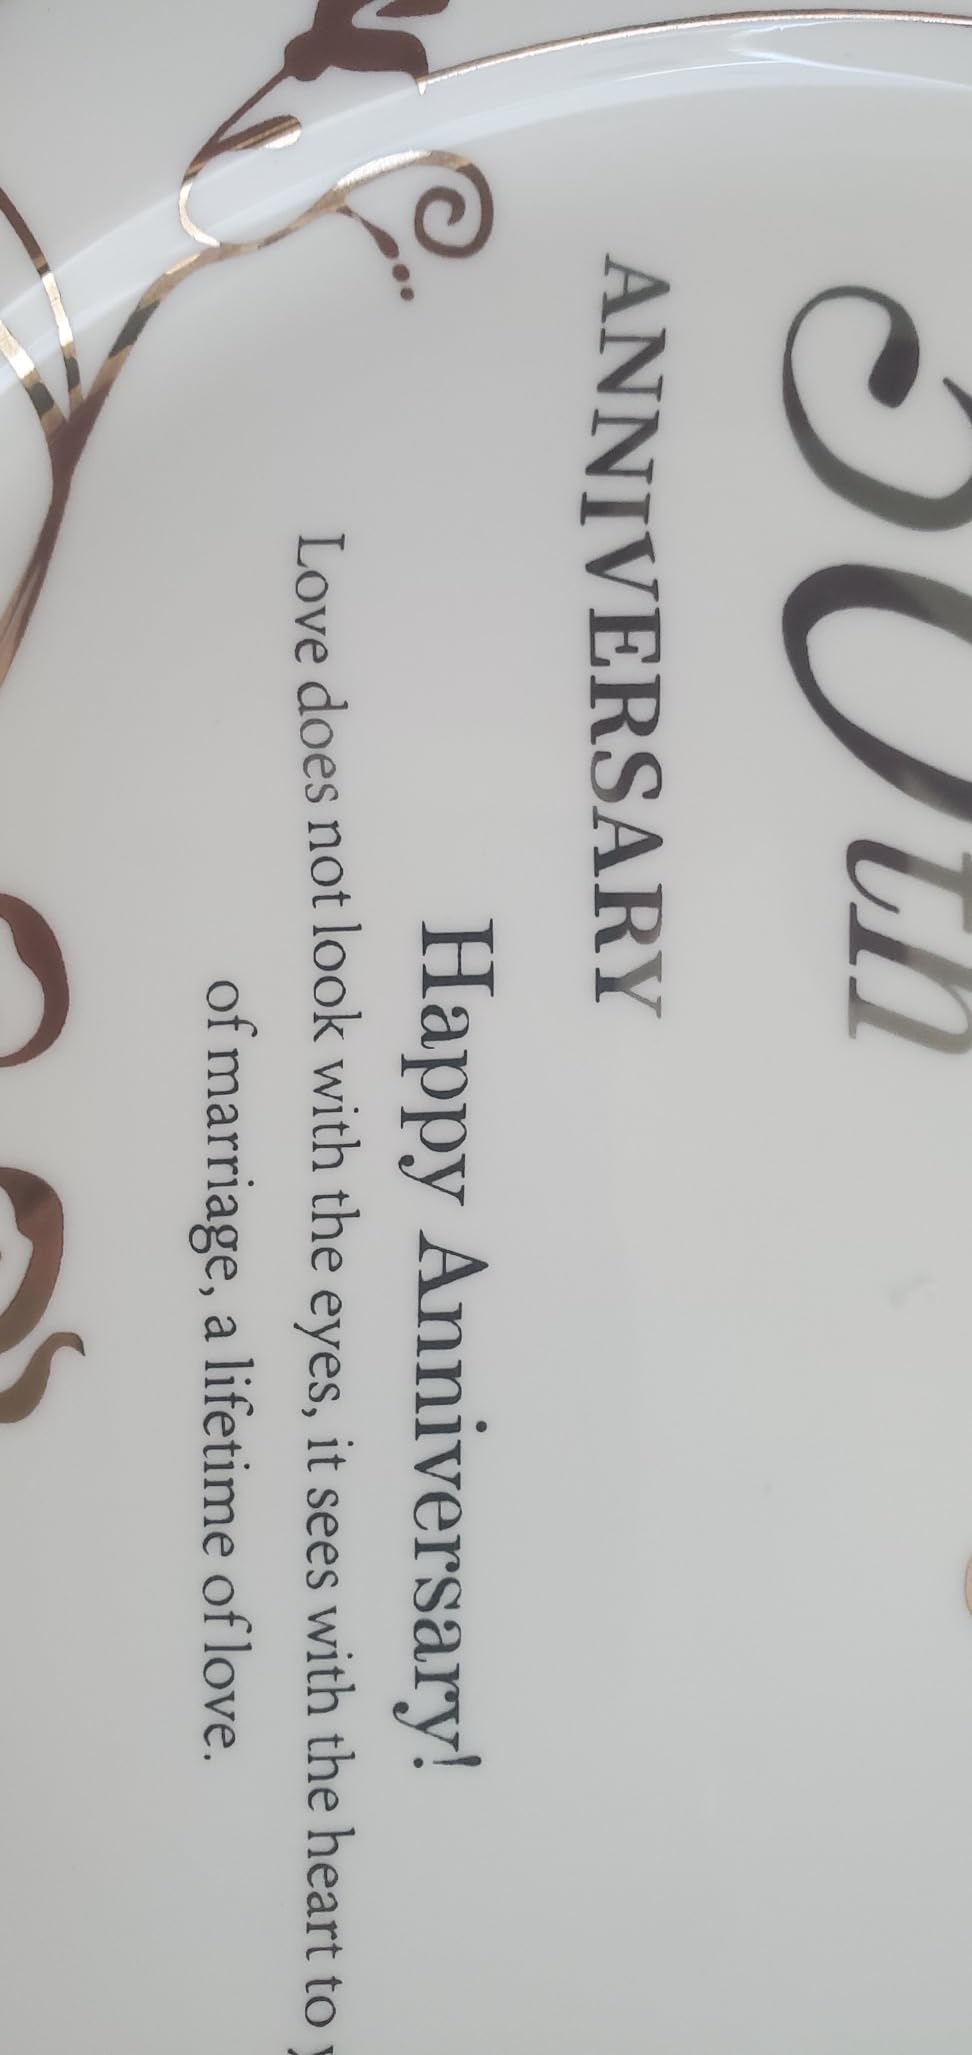 ANNIVERSARY
Happy Anniversary!
Love does not look with the eyes, it sees with the heart to
of marriage, a lifetime of love.